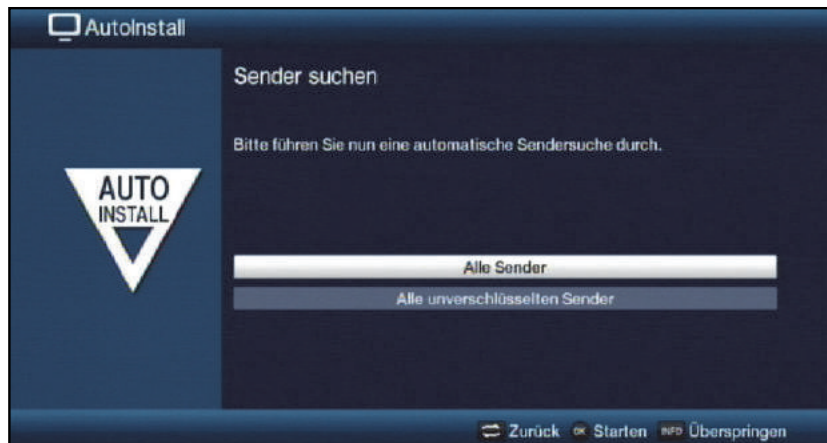 AutoInstall
Sender suchen
Bitte führen Sie nun eine automatische Sendersuche durch.
AUTO
INSTALL
Alle Sender
Alle unverschlüsselten Sender
Zurück OK Starten INFO Überspringen